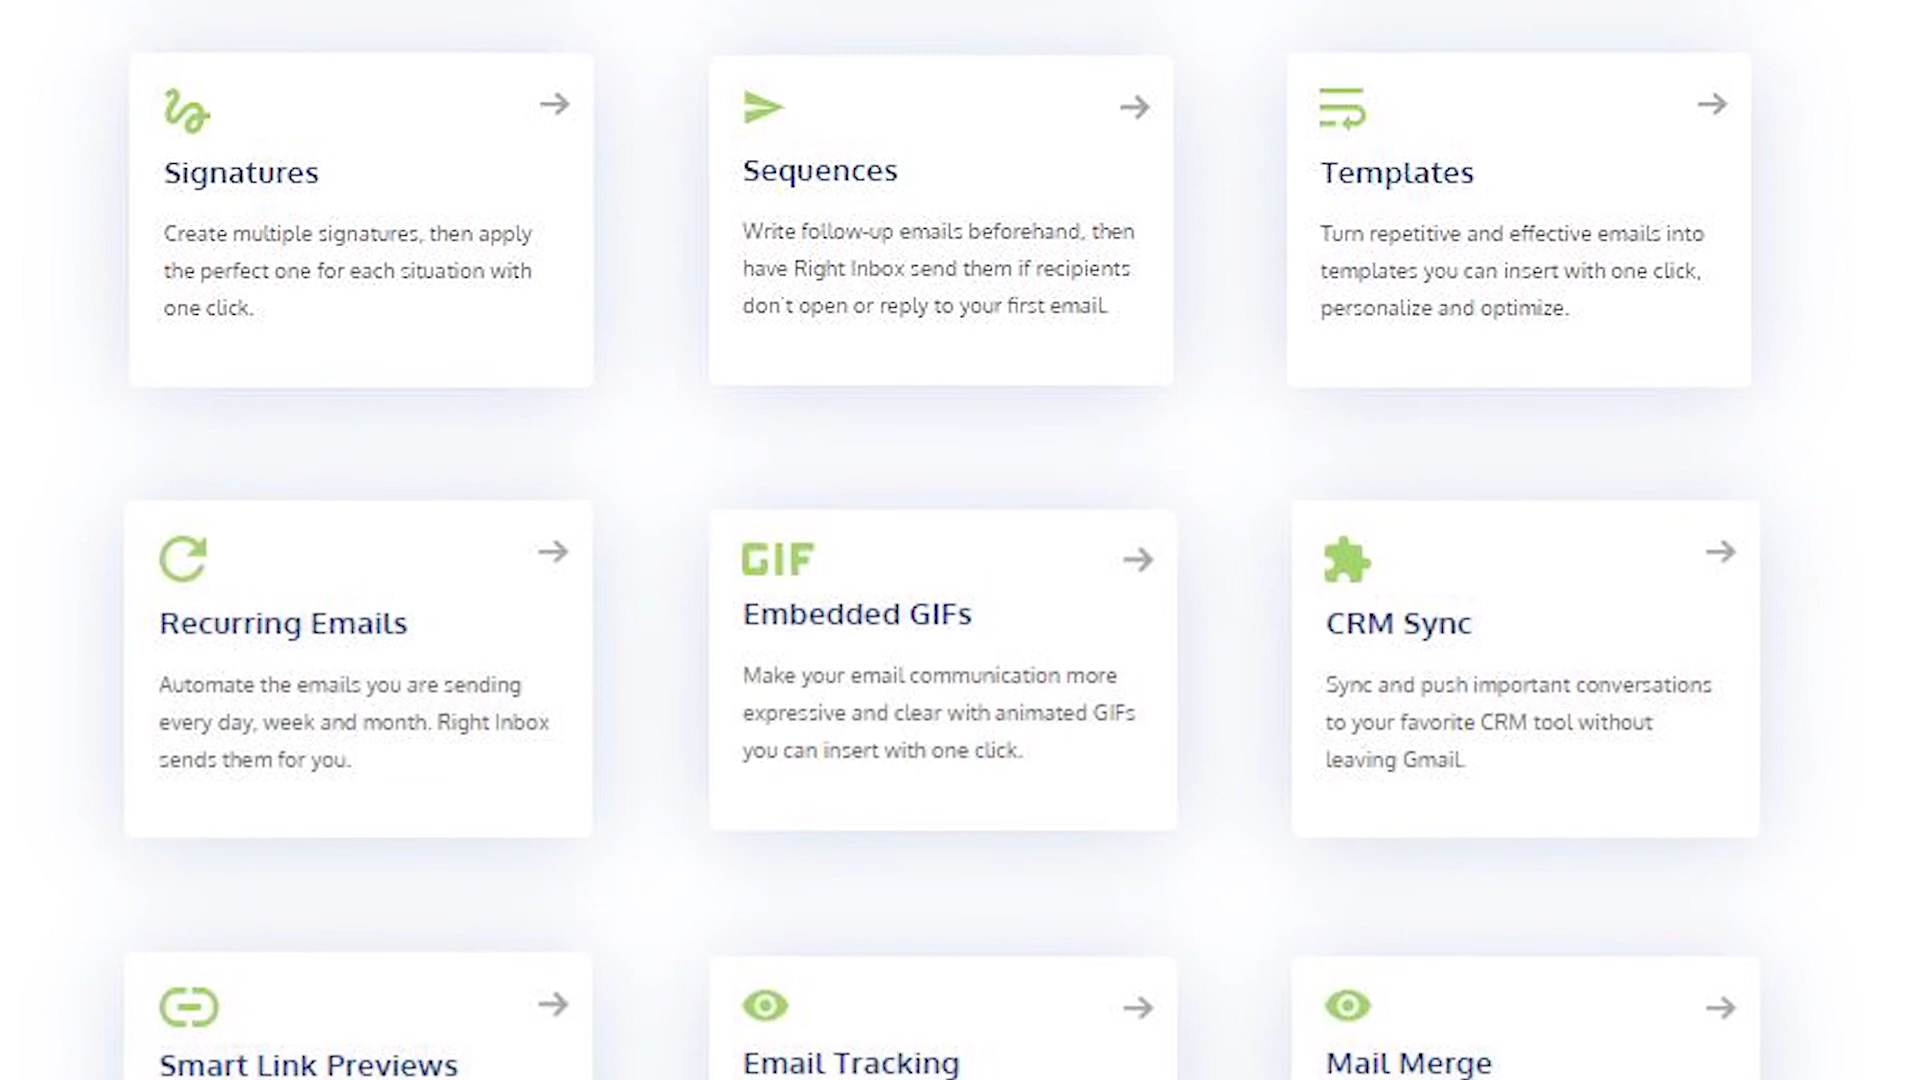 Signatures
Create multiple signatures, then apply
the perfect one for each situation with
one click.
Sequences
Write follow-up emails beforehand, then
have Right Inbox send them if recipients
don't open or reply to your first email.
Templates
Turn repetitive and effective emails into
templates you can insert with one click,
personalize and optimize.
Recurring Emails
Automate the emails you are sending
every day, week and month. Right Inbox
sends them for you.
GIF
Embedded GIFs
Make your email communication more
expressive and clear with animated GIFs
you can insert with one click.
CRM Sync
Sync and push important conversations
to your favorite CRM tool without
leaving Gmail.
Smart Link Previews
Email Tracking
Mail Merge